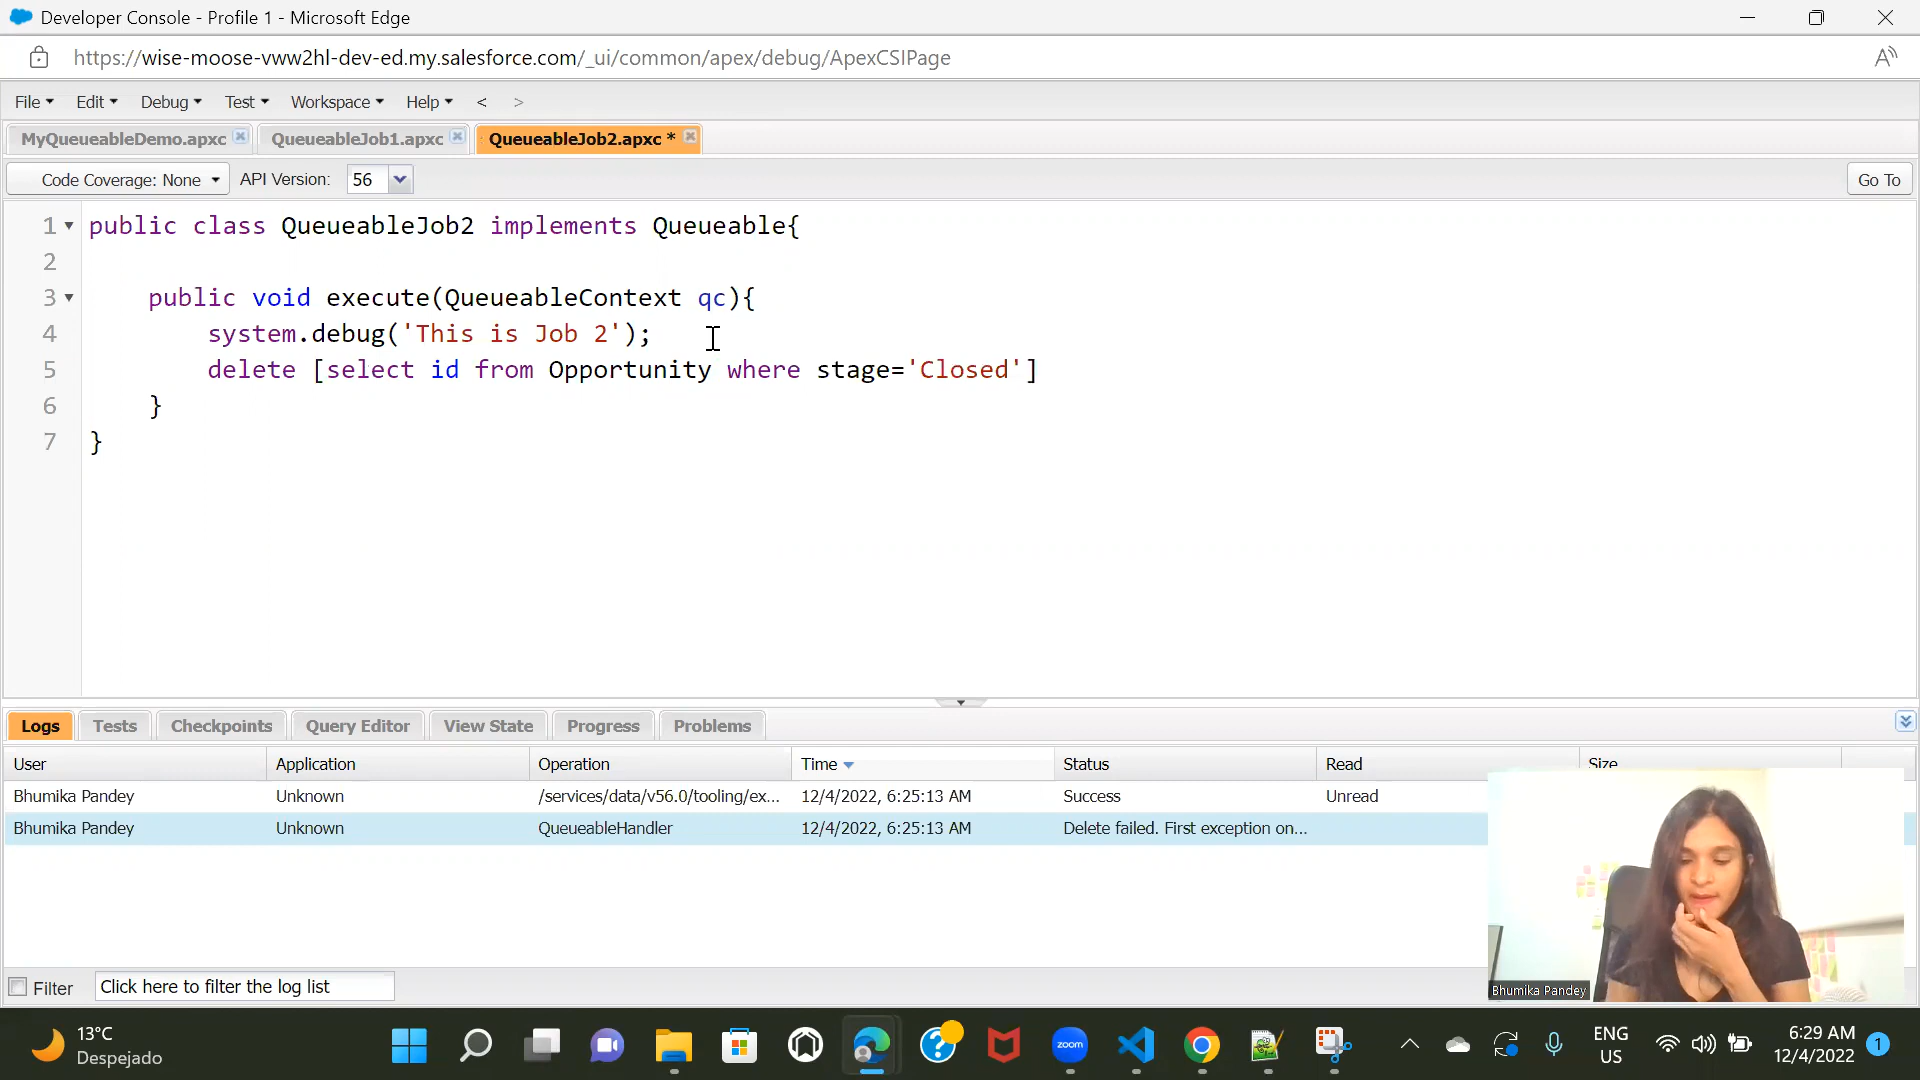 Developer Console - Profile 1 - Microsoft Edge
https://wise-moose-vww2hl-dev-ed.my.salesforce.com/_ui/common/apex/debug/ApexCSIPage
File Edit Debug Test Workspace Help < >
MyQueueableDemo.apxc QueueableJob1.apxc QueueableJob2.apxc *
Code Coverage: None API Version: 56 Go To
1 public class QueueableJob2 implements Queueable{
2
3 public void execute(QueueableContext qc){
4 system.debug('This is Job 2');
5 delete [select id from Opportunity where stage='Closed']
6 }
7 }
Logs Tests Checkpoints Query Editor View State Progress Problems
User Application Operation Time Status Read Size
Bhumika Pandey Unknown /services/data/v56.0/tooling/ex... 12/4/2022, 6:25:13 AM Success Unread
Bhumika Pandey Unknown QueueableHandler 12/4/2022, 6:25:13 AM Delete failed. First exception on...
Filter Click here to filter the log list
Bhumika Pandey
13°C
Despejado
zoom
ENG
US
6:29 AM
12/4/2022
1